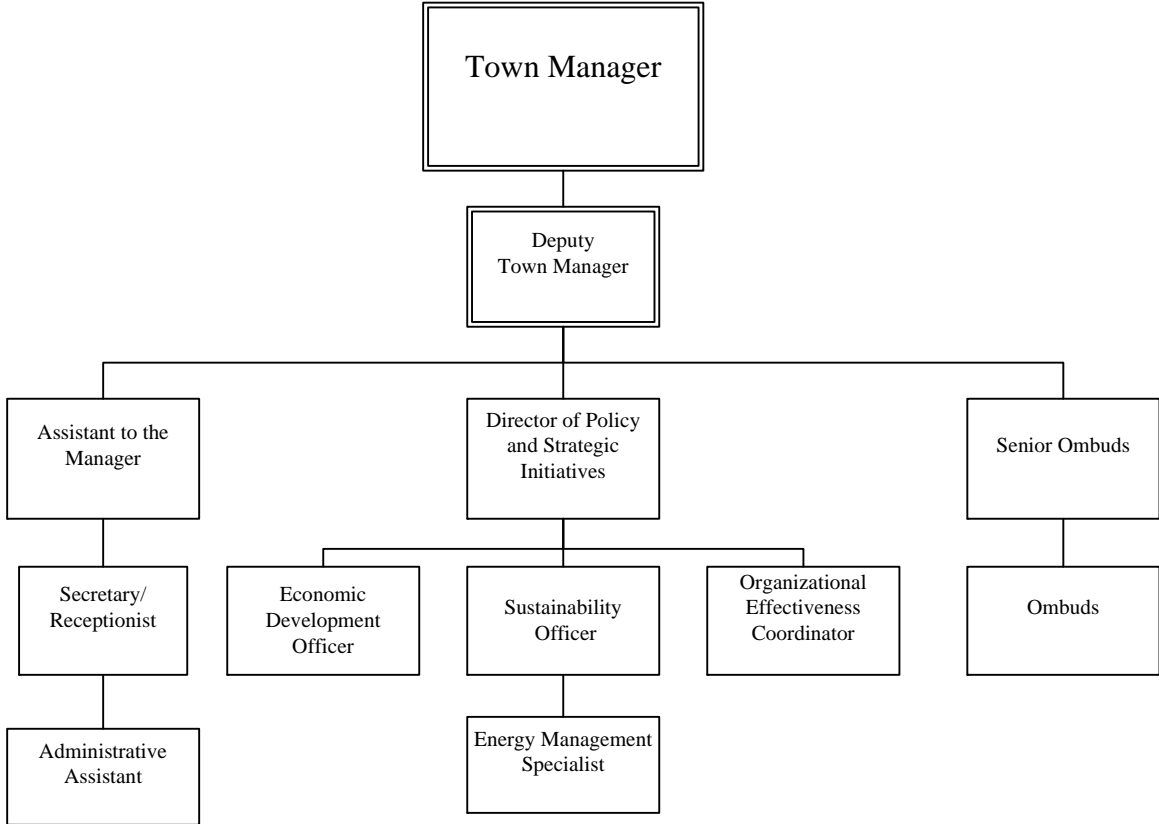 Town Manager
Deputy
Town Manager
Assistant to the
Manager
Director of Policy
and Strategic
Initiatives
Senior Ombuds
Secretary/
Receptionist
Economic
Development
Officer
Sustainability
Officer
Organizational
Effectiveness
Coordinator
Ombuds
Administrative
Assistant
Energy Management
Specialist